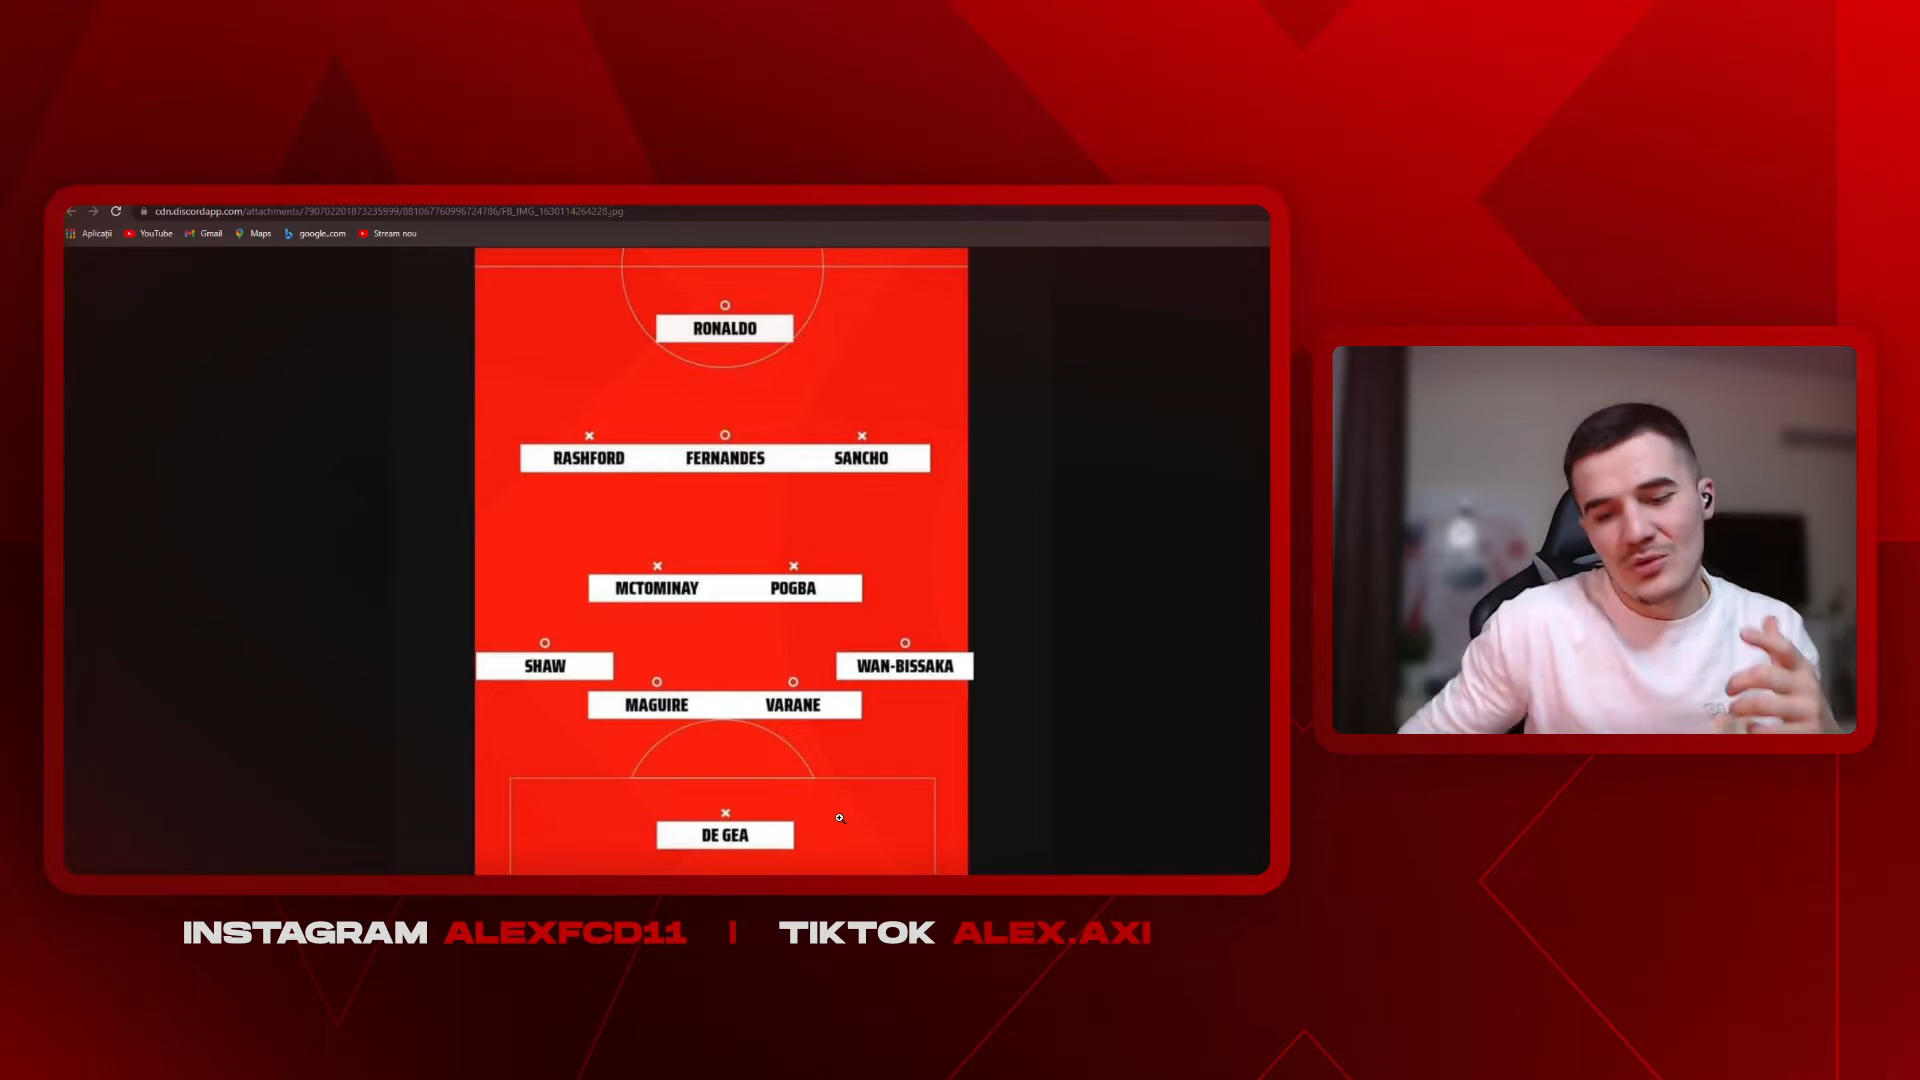 cdn.discordapp.com/attachments/790702201873235999/881067760996724786/FB_IMG_1630114264228.jpg
Aplicații YouTube Gmail Maps google.com Stream nou
RONALDO
RASHFORD FERNANDES SANCHO
MCTOMINAY POGBA
SHAW WAN-BISSAKA
MAGUIRE VARANE
DE GEA
INSTAGRAM ALEXFCD11 | TIKTOK ALEX.AXI